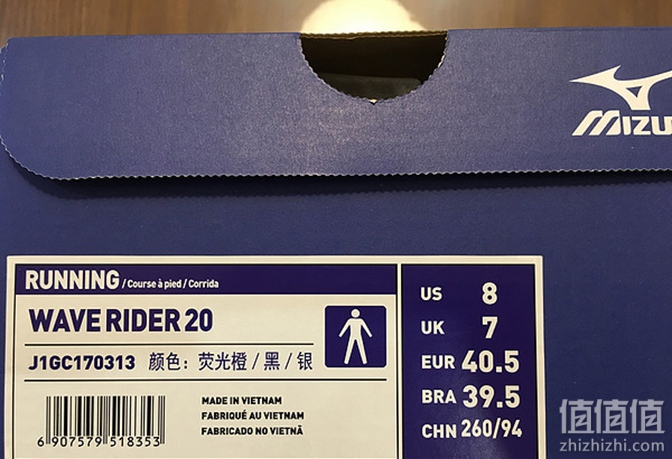 MIZU
RUNNING / Course à pied / Corrida
WAVE RIDER 20
J1GC170313 颜色：荧光橙/黑/银
6 907579 518353
MADE IN VIETNAM
FABRIQUÉ AU VIETNAM
FABRICADO NO VIETNÃ
US 8
UK 7
EUR 40.5
BRA 39.5
CHN 260/94
值值值
zhizhizhi.com